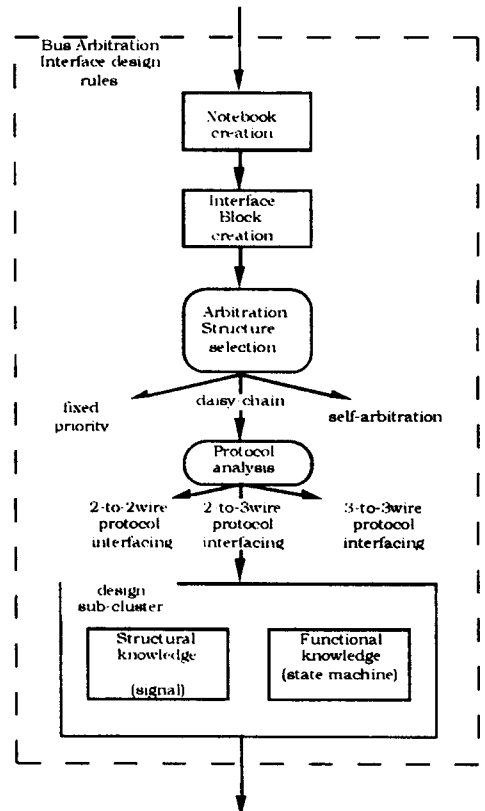 Bus Arbitration
Interface design
rules
Notebook
creation
Interface
Block
creation
Arbitration
Structure
selection
fixed
priority
daisy-chain
self-arbitration
Protocol
analysis
2-to-2wire
protocol
interfacing
2-to-3wire
protocol
interfacing
3-to-3wire
protocol
interfacing
design
sub-cluster
Structural
knowledge
(signal)
Functional
knowledge
(state machine)